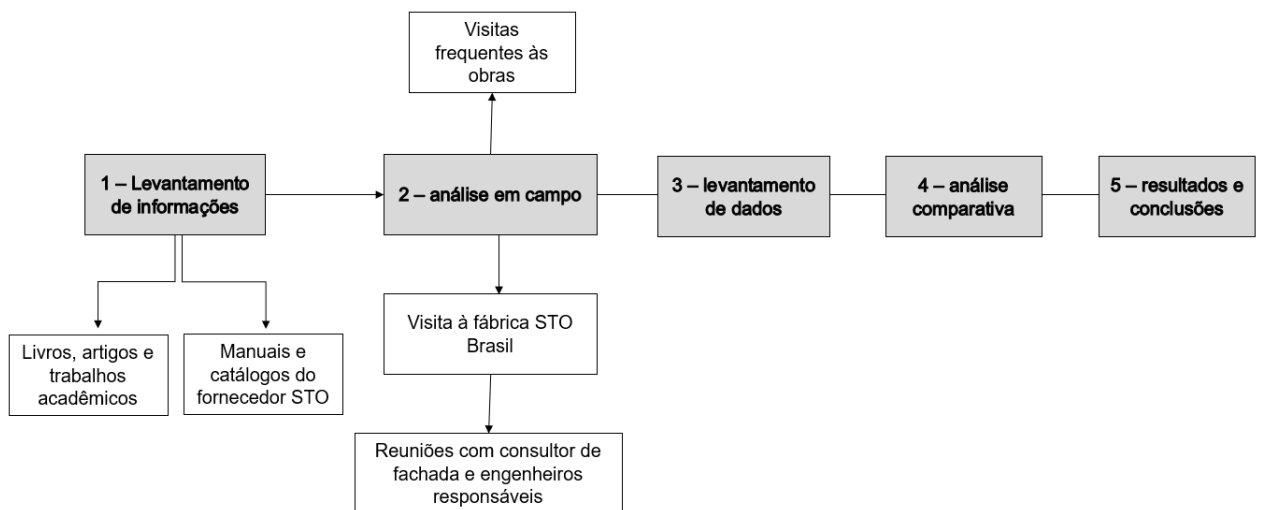 Visitas
frequentes às
obras
1 – Levantamento
de informações
2 – análise em campo
3 – levantamento
de dados
4 – análise
comparativa
5 – resultados e
conclusões
Livros, artigos e
trabalhos
acadêmicos
Manuais e
catálogos do
fornecedor STO
Visita à fábrica STO
Brasil
Reuniões com consultor de
fachada e engenheiros
responsáveis